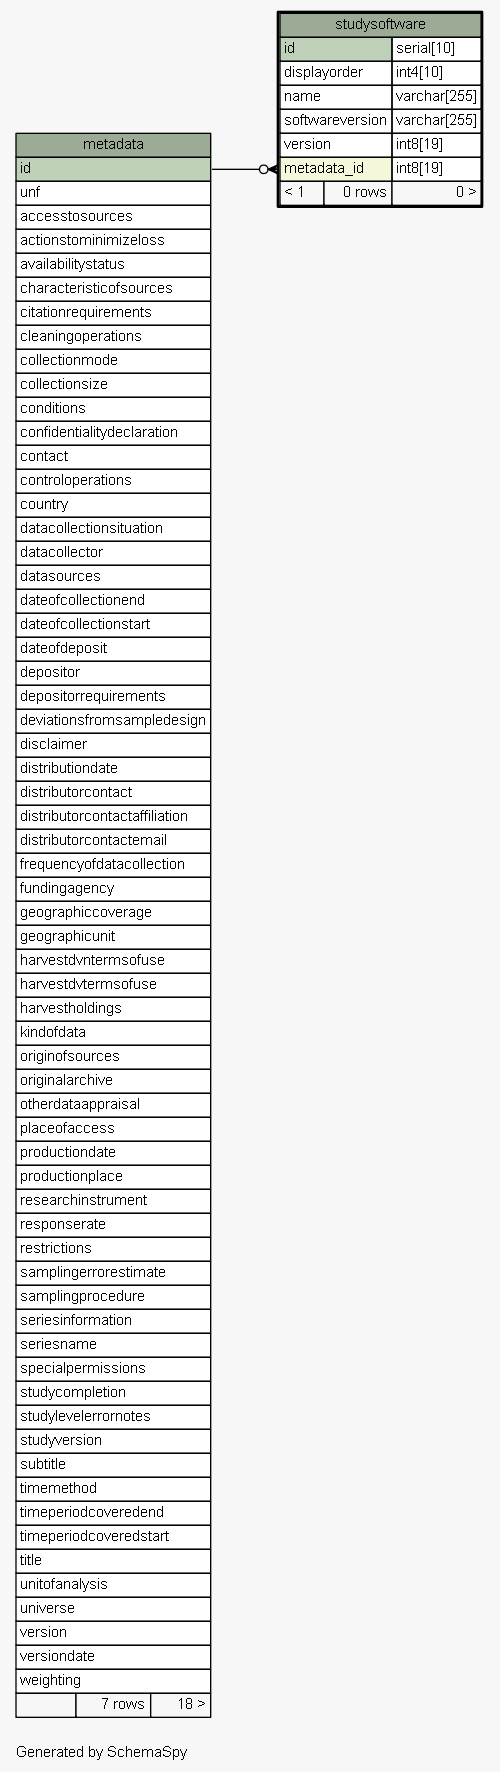 studysoftware
id serial[10]
displayorder int4[10]
name varchar[255]
softwareversion varchar[255]
version int8[19]
metadata_id int8[19]
< 1 0 rows 0 >
metadata
id
unf
accesstosources
actionstominimizeloss
availabilitystatus
characteristicofsources
citationrequirements
cleaningoperations
collectionmode
collectionsize
conditions
confidentialitydeclaration
contact
controloperations
country
datacollectionsituation
datacollector
datasources
dateofcollectionend
dateofcollectionstart
dateofdeposit
depositor
depositorrequirements
deviationsfromsampledesign
disclaimer
distributiondate
distributorcontact
distributorcontactaffiliation
distributorcontactemail
frequencyofdatacollection
fundingagency
geographiccoverage
geographicunit
harvestdvntermsofuse
harvestdvtermsofuse
harvestholdings
kindofdata
originofsources
originalarchive
otherdataappraisal
placeofaccess
productiondate
productionplace
researchinstrument
responserate
restrictions
samplingerrorestimate
samplingprocedure
seriesinformation
seriesname
specialpermissions
studycompletion
studylevelerrornotes
studyversion
subtitle
timemethod
timeperiodcoveredend
timeperiodcoveredstart
title
unitofanalysis
universe
version
versiondate
weighting
7 rows 18 >
Generated by SchemaSpy